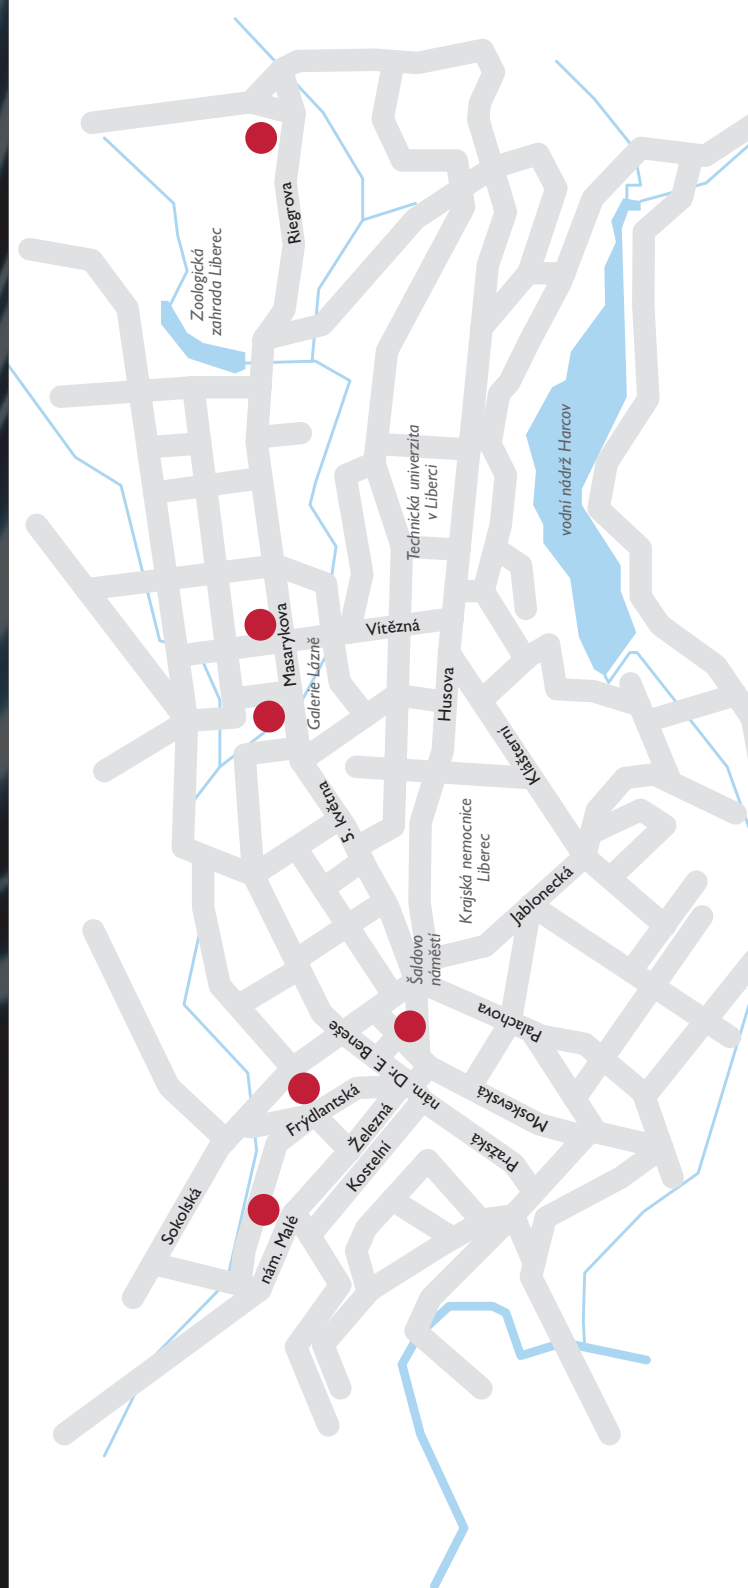 Riegrova
Zoologická
zahrada Liberec
Technická univerzita
v Liberci
vodní nádrž Harcov
Masarykova
Galerie Lázně
Vítězná
Husova
Klášterní
5. května
Krajská nemocnice
Liberec
Jablonecká
Šaldovo
náměstí
Palachova
nám. Dr. E. Beneše
Moskevská
Pražská
Frýdlantská
Železná
Kostelní
Sokolská
nám. Malé